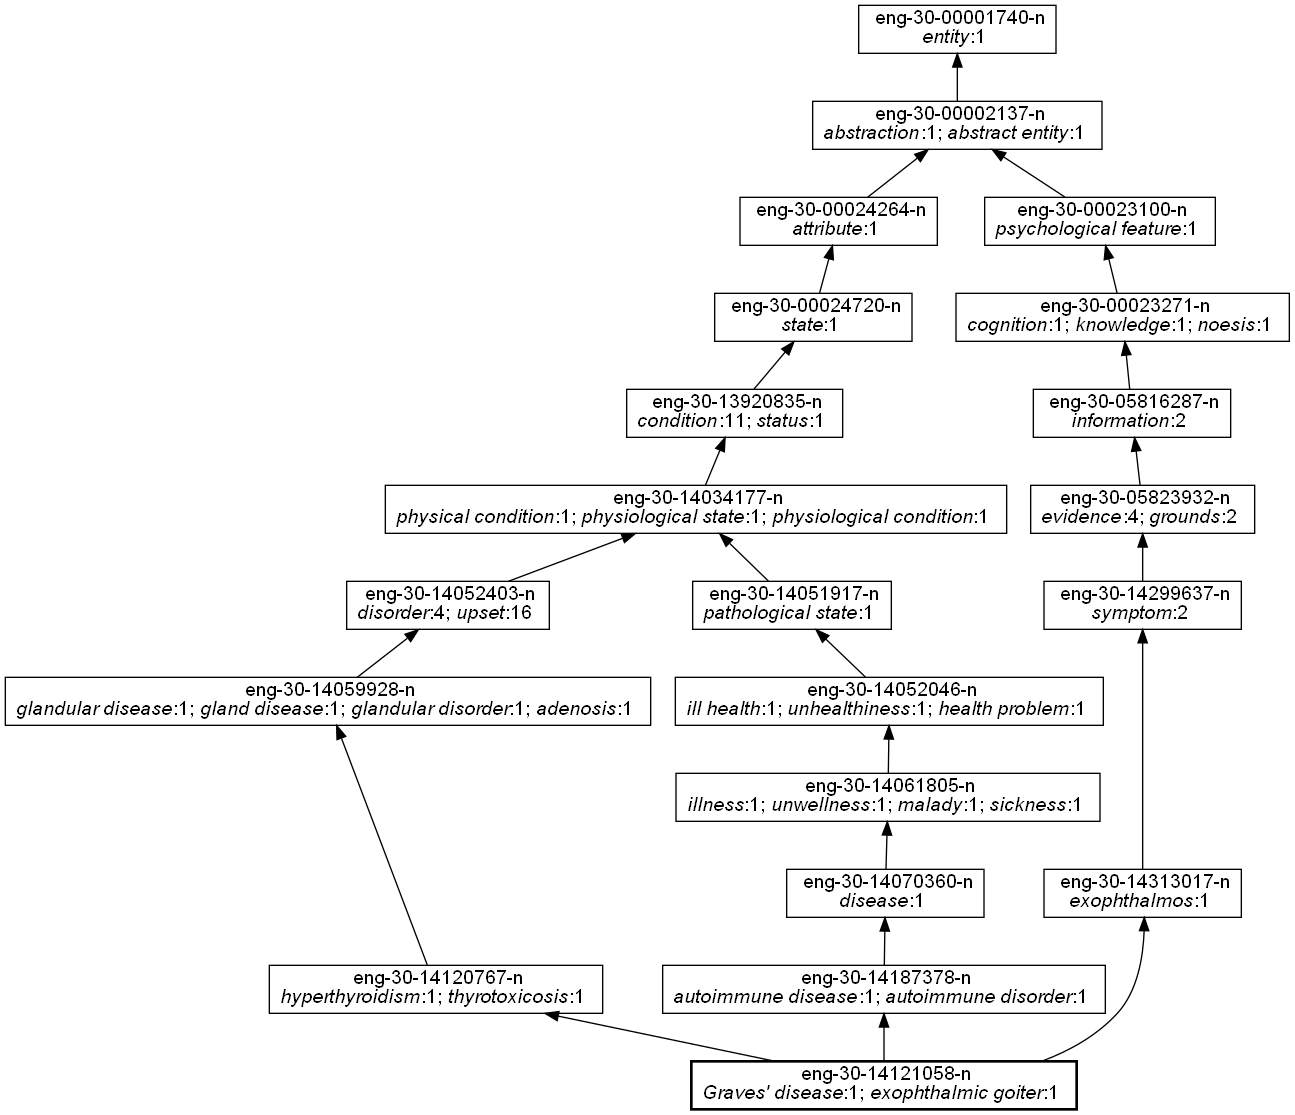 eng-30-00001740-n
entity:1
eng-30-00002137-n
abstraction:1; abstract entity:1
eng-30-00024264-n
attribute:1
eng-30-00023100-n
psychological feature:1
eng-30-00024720-n
state:1
eng-30-00023271-n
cognition:1; knowledge:1; noesis:1
eng-30-13920835-n
condition:11; status:1
eng-30-05816287-n
information:2
eng-30-14034177-n
physical condition:1; physiological state:1; physiological condition:1
eng-30-05823932-n
evidence:4; grounds:2
eng-30-14052403-n
disorder:4; upset:16
eng-30-14051917-n
pathological state:1
eng-30-14299637-n
symptom:2
eng-30-14059928-n
glandular disease:1; gland disease:1; glandular disorder:1; adenosis:1
eng-30-14052046-n
ill health:1; unhealthiness:1; health problem:1
eng-30-14061805-n
illness:1; unwellness:1; malady:1; sickness:1
eng-30-14070360-n
disease:1
eng-30-14313017-n
exophthalmos:1
eng-30-14120767-n
hyperthyroidism:1; thyrotoxicosis:1
eng-30-14187378-n
autoimmune disease:1; autoimmune disorder:1
eng-30-14121058-n
Graves' disease:1; exophthalmic goiter:1